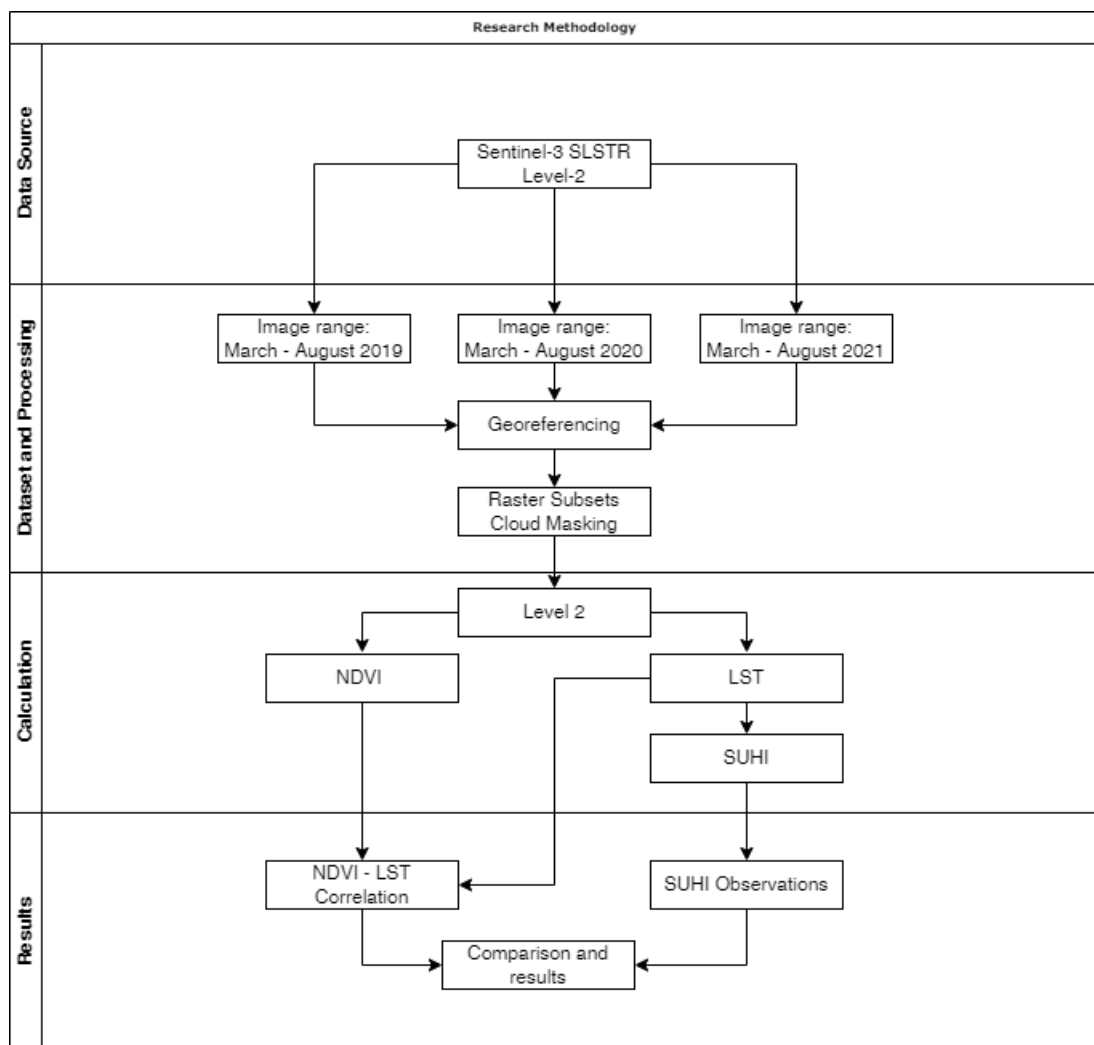 Research Methodology
Data Source
Sentinel-3 SLSTR
Level-2
Dataset and Processing
Image range:
March - August 2019
Image range:
March - August 2020
Image range:
March - August 2021
Georeferencing
Raster Subsets
Cloud Masking
Calculation
Level 2
NDVI
LST
SUHI
Results
NDVI - LST
Correlation
SUHI Observations
Comparison and
results